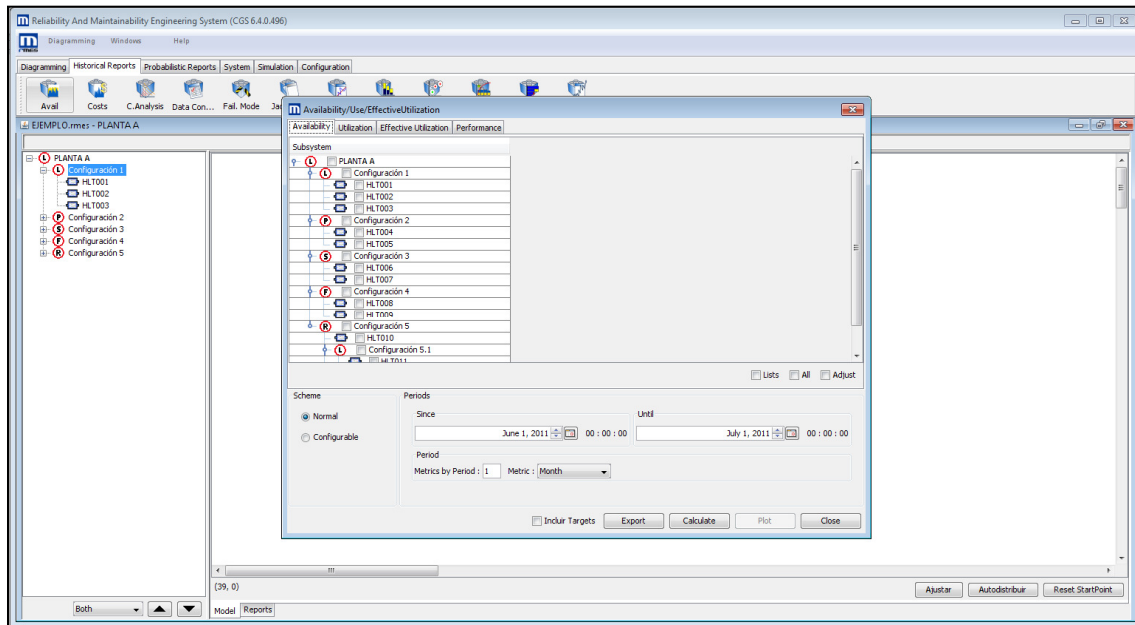 Reliability And Maintainability Engineering System (CGS 6.4.0.496)
Diagramming Windows Help
Diagramming Historical Reports Probabilistic Reports System Simulation Configuration
Avail Costs C.Analysis Data Con... Fail. Mode
EJEMPLO.rmes - PLANTA A
PLANTA A
Configuración 1
HLT001
HLT002
HLT003
Configuración 2
Configuración 3
Configuración 4
Configuración 5
Both
Availability/Use/EffectiveUtilization
Availability Utilization Effective Utilization Performance
Subsystem
L PLANTA A
L Configuración 1
HLT001
HLT002
HLT003
P Configuración 2
HLT004
HLT005
S Configuración 3
HLT006
HLT007
F Configuración 4
HLT008
HLT009
R Configuración 5
HLT010
L Configuración 5.1
HLT011
Lists All Adjust
Scheme
Normal
Configurable
Periods
Since
June 1, 2011 00 : 00 : 00
Until
July 1, 2011 00 : 00 : 00
Period
Metrics by Period : 1 Metric : Month
Incluir Targets Export Calculate Plot Close
(39, 0)
Ajustar Autodistribuir Reset StartPoint
Model Reports